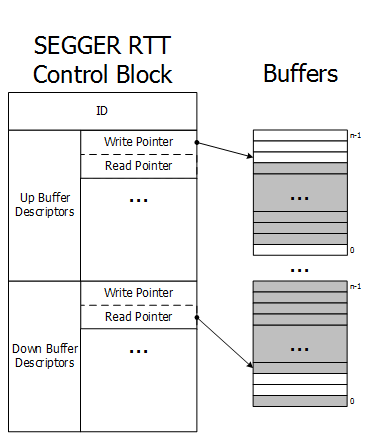 SEGGER RTT
Control Block
Buffers
ID
Up Buffer
Descriptors
Write Pointer
Read Pointer
...
n-1
...
0
...
Down Buffer
Descriptors
Write Pointer
Read Pointer
...
n-1
...
0